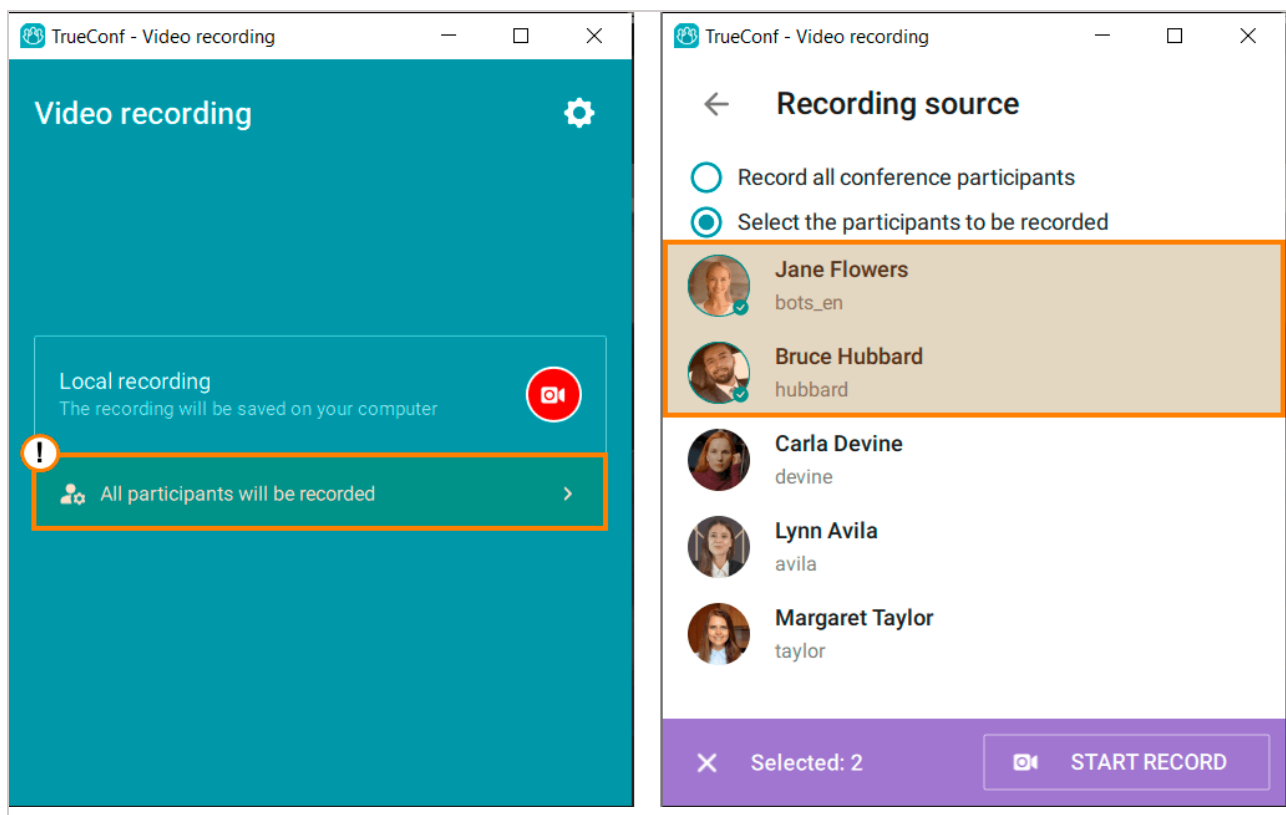 TrueConf - Video recording
Video recording
Local recording
The recording will be saved on your computer
!
All participants will be recorded
TrueConf - Video recording
Recording source
Record all conference participants
Select the participants to be recorded
Jane Flowers
bots_en
Bruce Hubbard
hubbard
Carla Devine
devine
Lynn Avila
avila
Margaret Taylor
taylor
Selected: 2
START RECORD